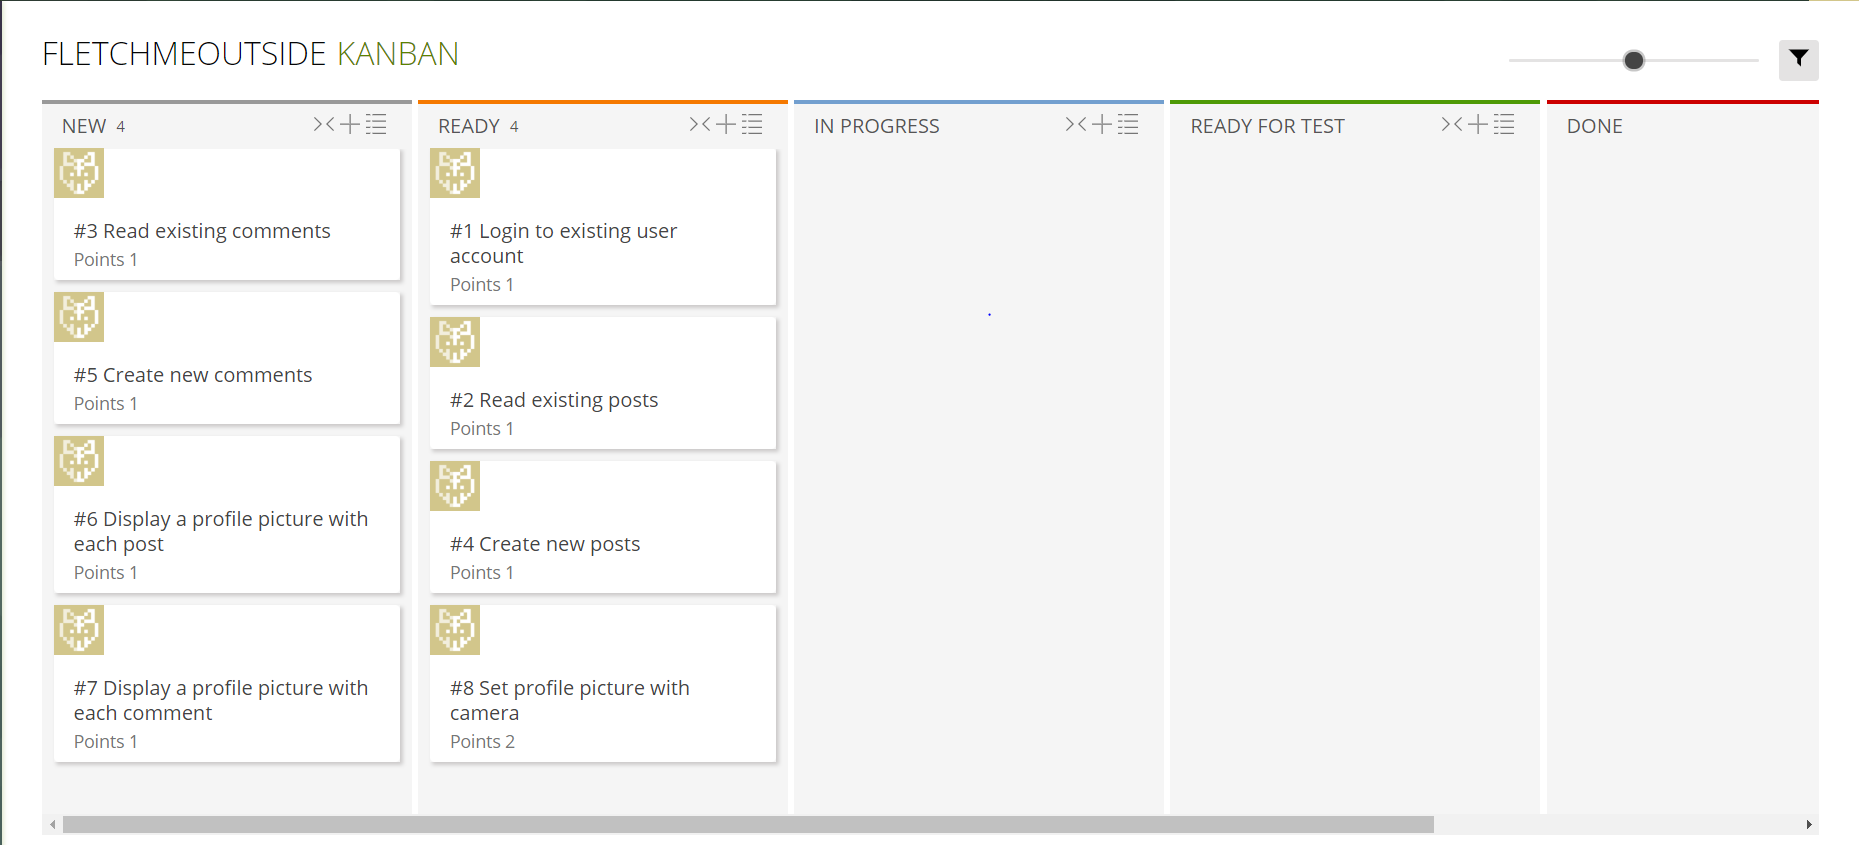 FLETCHMEOUTSIDE KANBAN
NEW 4
#3 Read existing comments
Points 1
#5 Create new comments
Points 1
#6 Display a profile picture with
each post
Points 1
#7 Display a profile picture with
each comment
Points 1
READY 4
#1 Login to existing user
account
Points 1
#2 Read existing posts
Points 1
#4 Create new posts
Points 1
#8 Set profile picture with
camera
Points 2
IN PROGRESS
READY FOR TEST
DONE